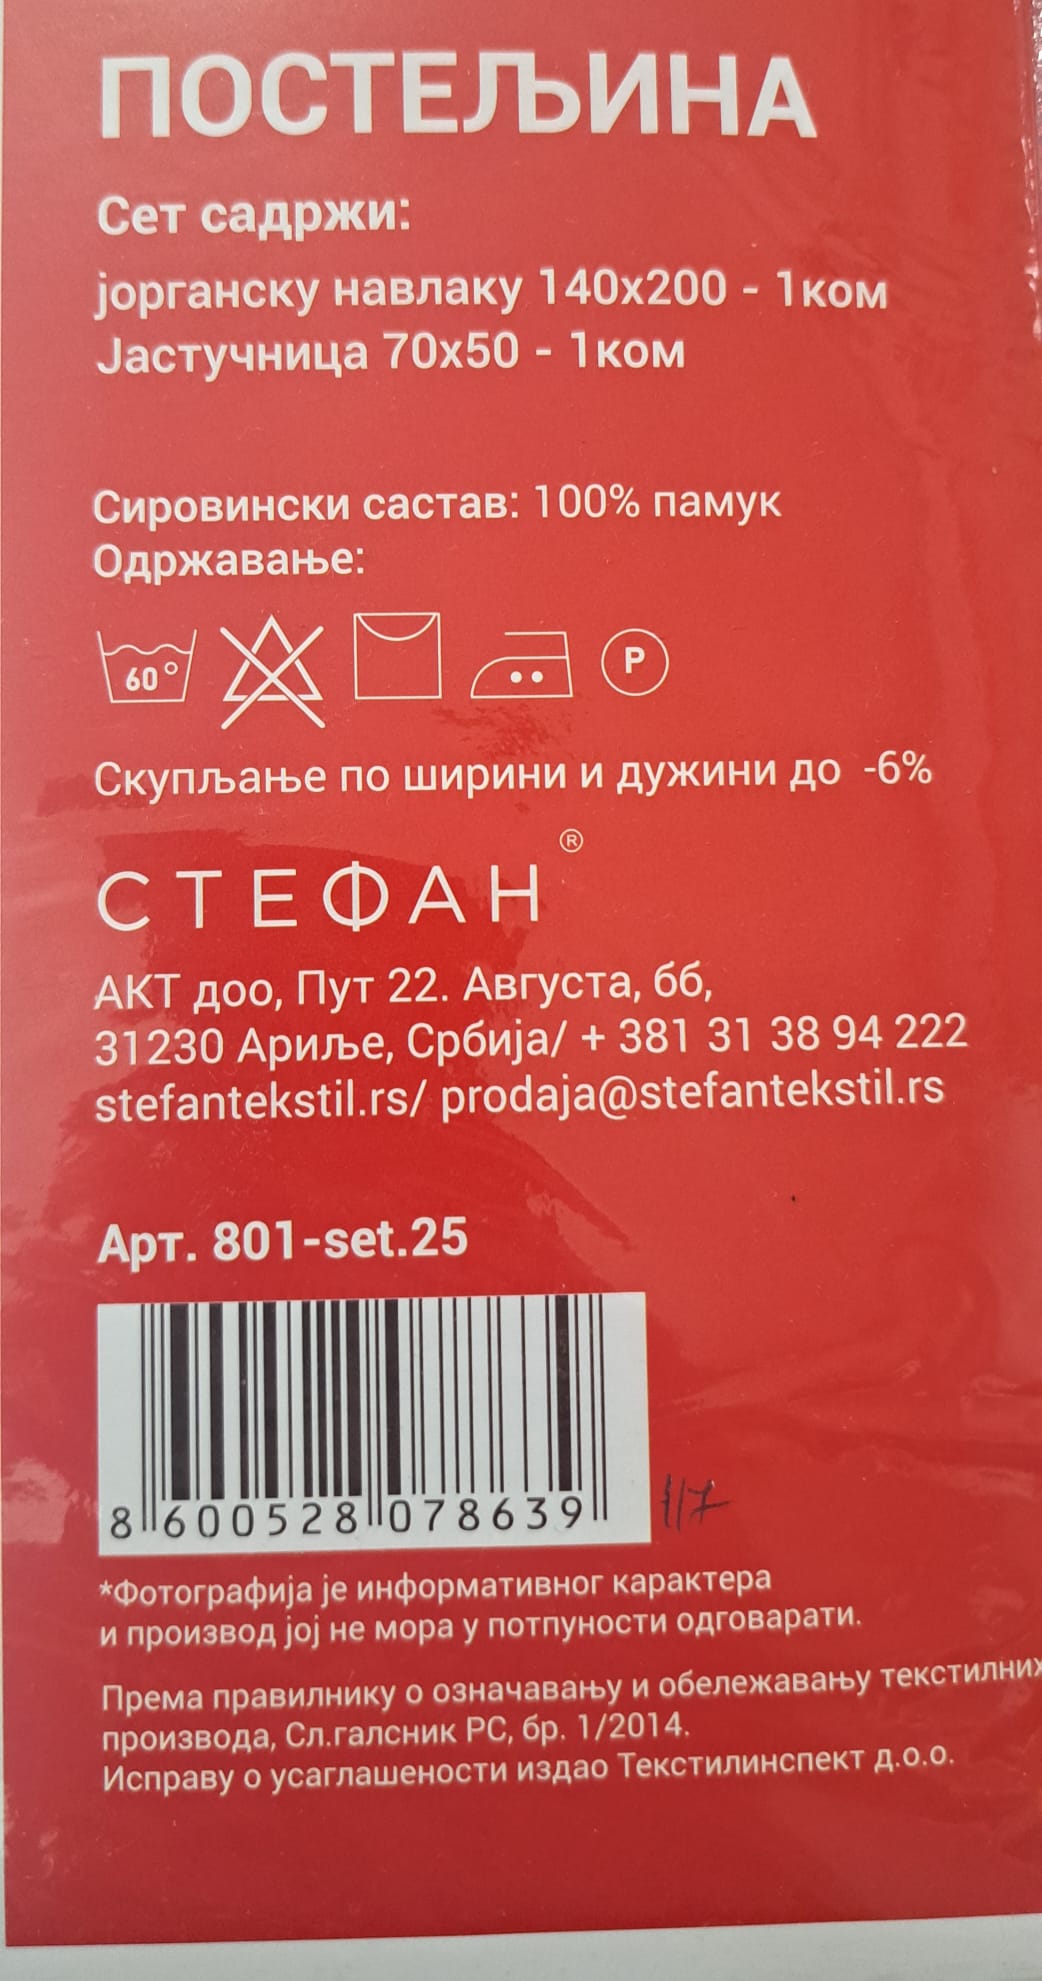 ПОСТЕЉИНА
Сет садржи:
јорганску навлаку 140x200 - 1ком
Јастучница 70x50 - 1ком
Сировински састав: 100% памук
Одржавање:
60°
P
Скупљање по ширини и дужини до -6%
СТЕФАН®
АКТ доо, Пут 22. Августа, бб,
31230 Ариље, Србија/ + 381 31 38 94 222
stefantekstil.rs/ prodaja@stefantekstil.rs
Арт. 801-set.25
8 600528 078639
117
*Фотографија је информативног карактера
и производ јој не мора у потпуности одговарати.
Према правилнику о означавању и обележавању текстилних
производа, Сл.галсник РС, бр. 1/2014.
Исправу о усаглашености издао Текстилинспект д.о.о.